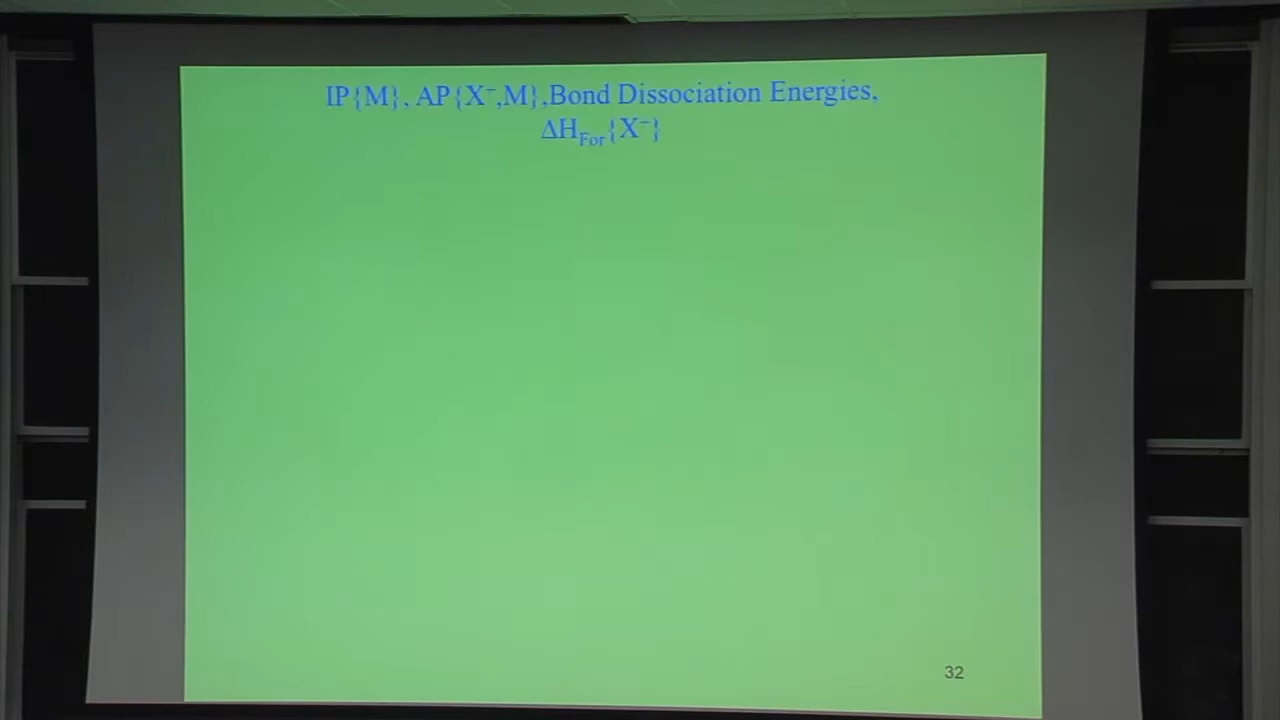 IP{M}, AP{X⁺,M},Bond Dissociation Energies,
ΔH_For{X⁺}
32